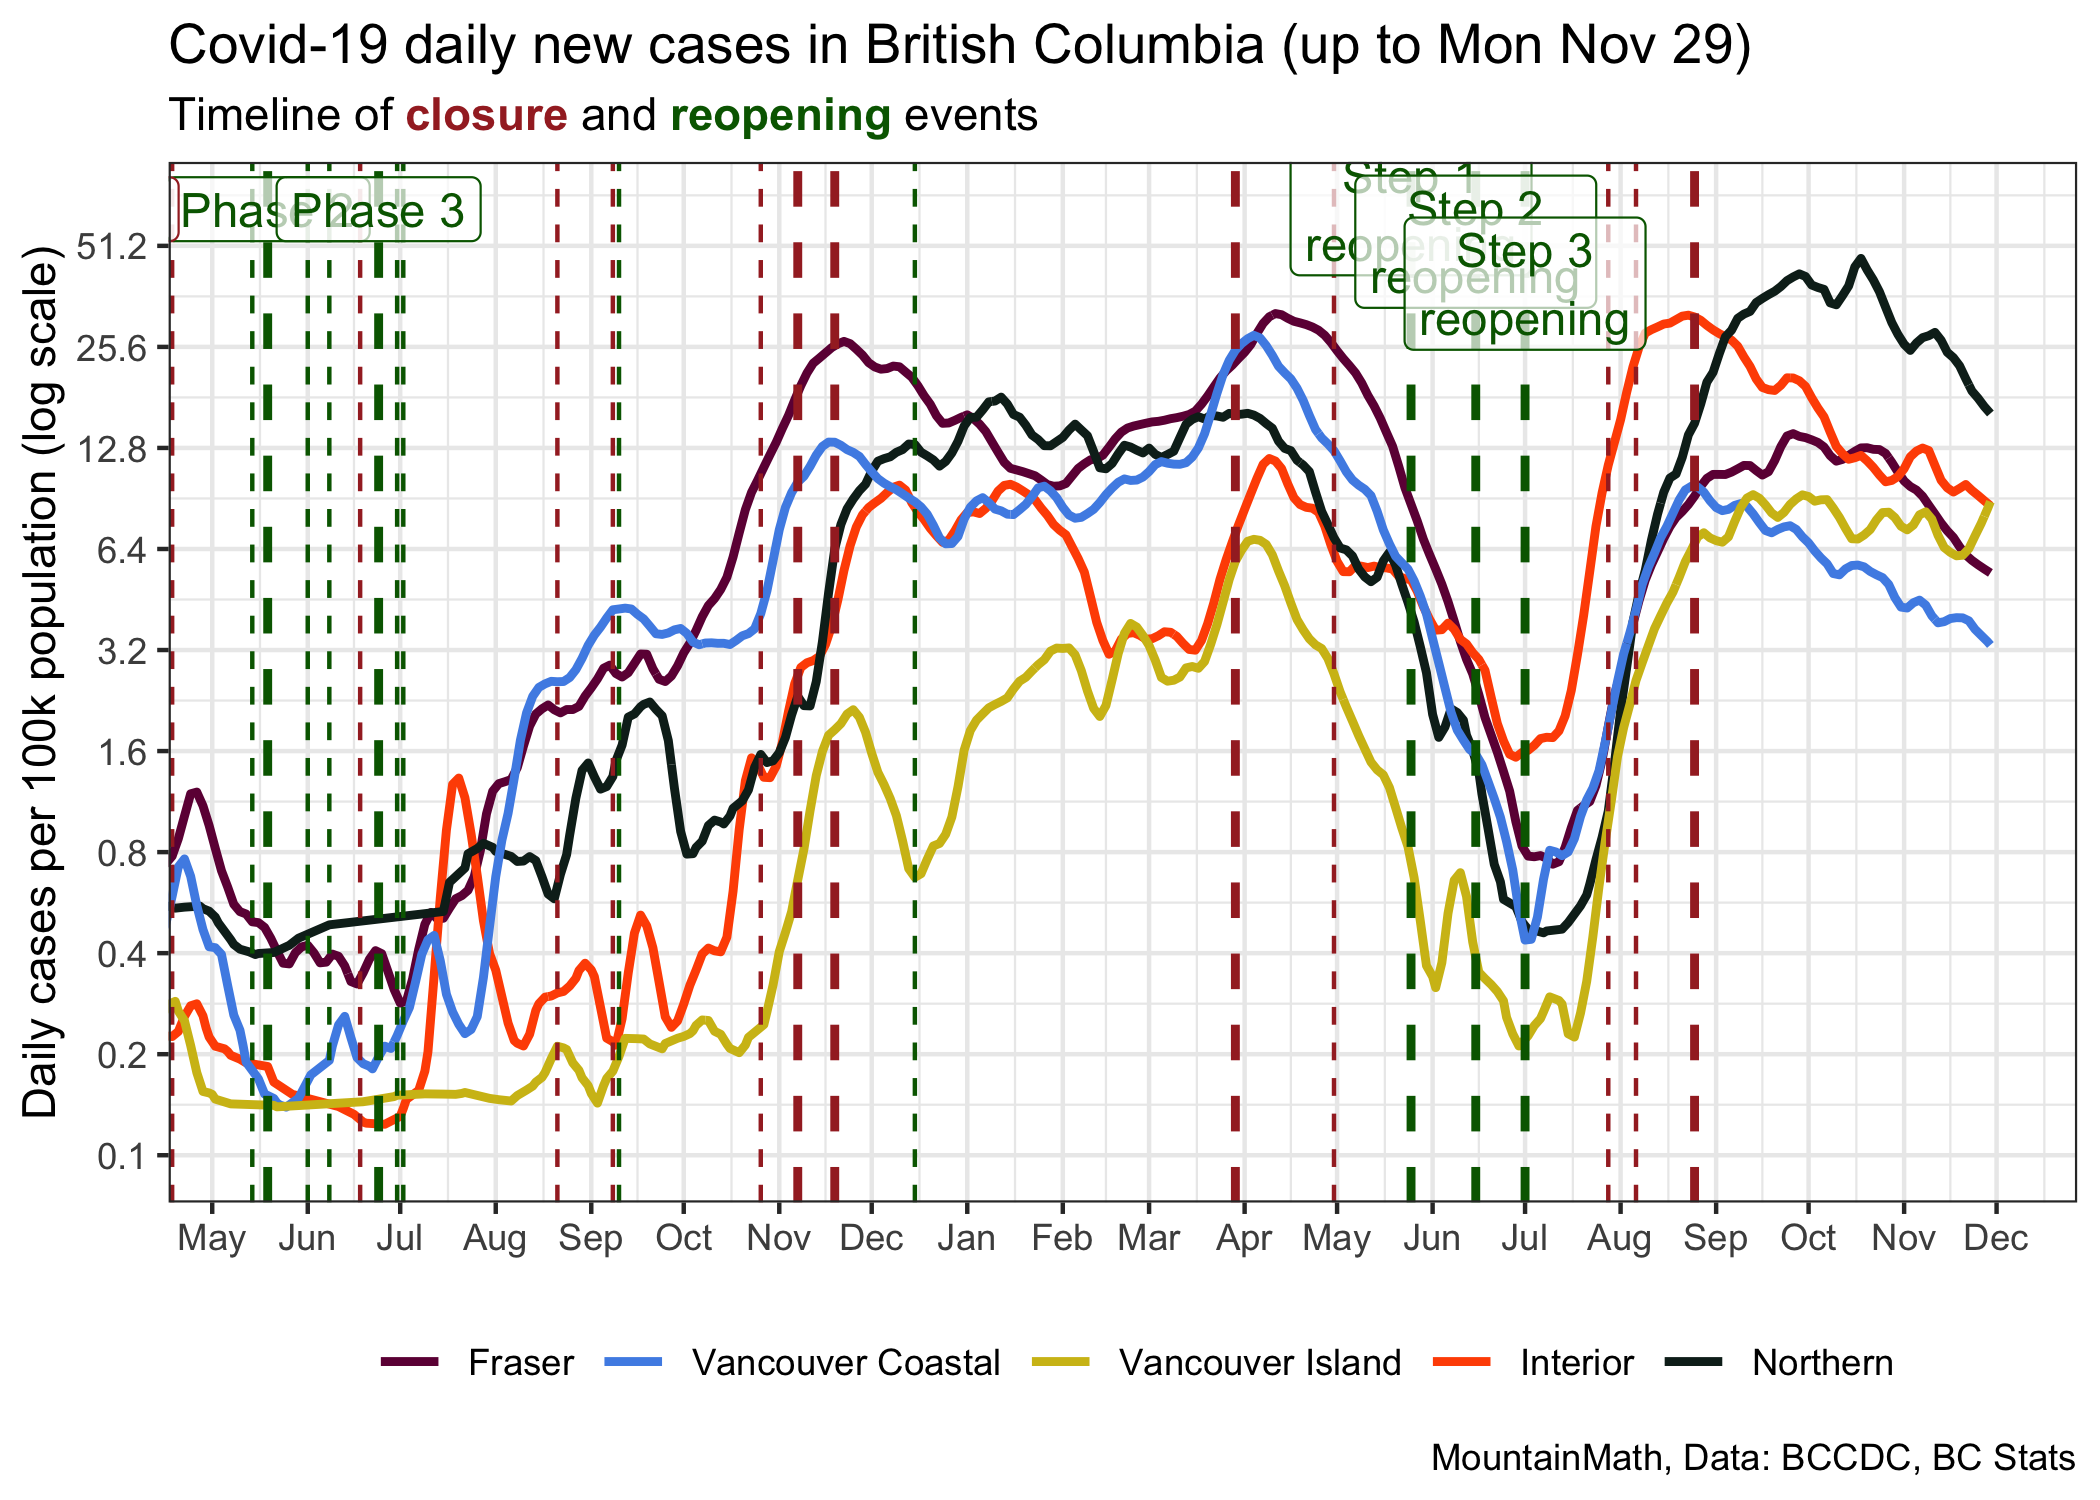 Covid-19 daily new cases in British Columbia (up to Mon Nov 29)
Timeline of closure and reopening events
Phase 2
Phase 3
Step 1
reopening
Step 2
reopening
Step 3
reopening
Daily cases per 100k population (log scale)
51.2
25.6
12.8
6.4
3.2
1.6
0.8
0.4
0.2
0.1
May Jun Jul Aug Sep Oct Nov Dec Jan Feb Mar Apr May Jun Jul Aug Sep Oct Nov Dec
Fraser Vancouver Coastal Vancouver Island Interior Northern
MountainMath, Data: BCCDC, BC Stats